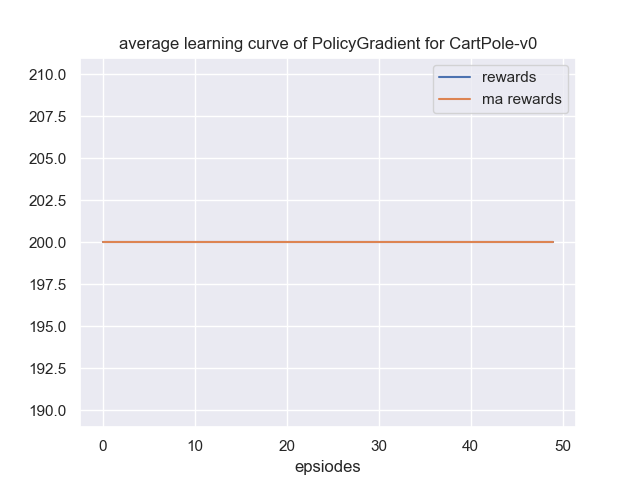 average learning curve of PolicyGradient for CartPole-v0
rewards
ma rewards
210.0
207.5
205.0
202.5
200.0
197.5
195.0
192.5
190.0
0 10 20 30 40 50
epsiodes